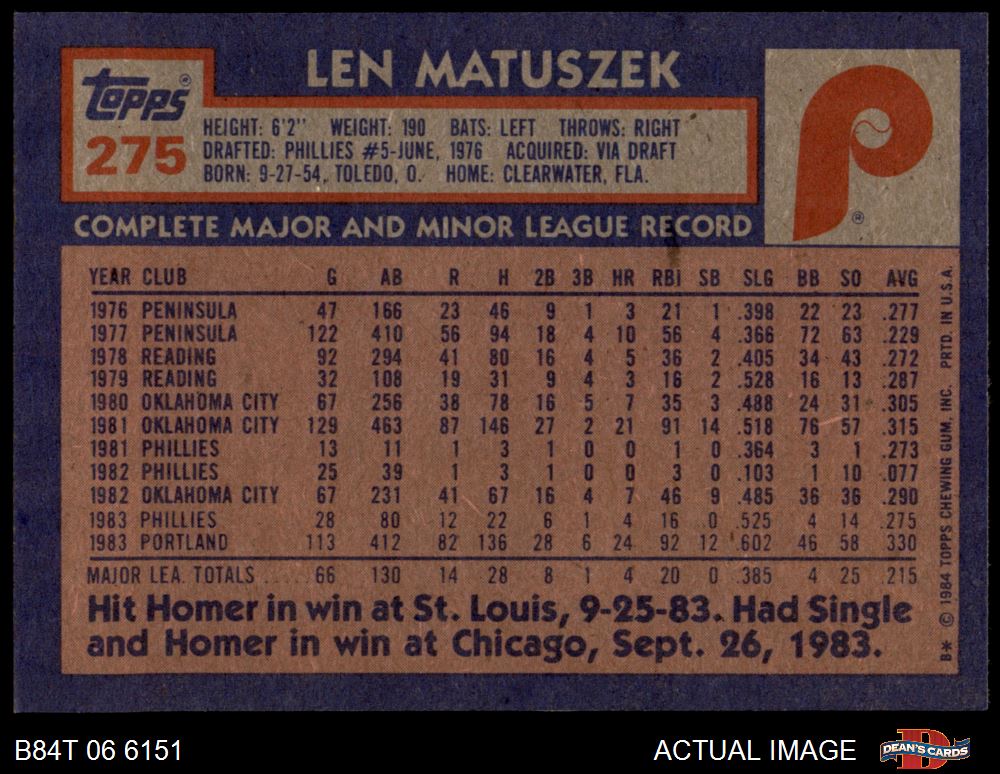 LEN MATUSZEK
TOPPS®
275
HEIGHT: 6'2" WEIGHT: 190 BATS: LEFT THROWS: RIGHT
DRAFTED: PHILLIES #5-JUNE, 1976 ACQUIRED: VIA DRAFT
BORN: 9-27-54, TOLEDO, O. HOME: CLEARWATER, FLA.
P®
COMPLETE MAJOR AND MINOR LEAGUE RECORD
YEAR CLUB G AB R H 2B 3B HR RBI SB SLG BB SO AVG
1976 PENINSULA 47 166 23 46 9 1 3 21 1 .398 22 23 .277
1977 PENINSULA 122 410 56 94 18 4 10 56 4 .366 72 63 .229
1978 READING 92 294 41 80 16 4 5 36 2 .405 34 43 .272
1979 READING 32 108 19 31 9 4 3 16 2 .528 16 13 .287
1980 OKLAHOMA CITY 67 256 38 78 16 5 7 35 3 .488 24 31 .305
1981 OKLAHOMA CITY 129 463 87 146 27 2 21 91 14 .518 76 57 .315
1981 PHILLIES 13 11 1 3 1 0 0 1 0 .364 3 1 .273
1982 PHILLIES 25 39 1 3 1 0 0 3 0 .103 1 10 .077
1982 OKLAHOMA CITY 67 231 41 67 16 4 7 46 9 .485 36 36 .290
1983 PHILLIES 28 80 12 22 6 1 4 16 0 .525 4 14 .275
1983 PORTLAND 113 412 82 136 28 6 24 92 12 .602 46 58 .330
MAJOR LEA. TOTALS ..... 66 130 14 28 8 1 4 20 0 .385 4 25 .215
Hit Homer in win at St. Louis, 9-25-83. Had Single
and Homer in win at Chicago, Sept. 26, 1983.
B* © 1984 TOPPS CHEWING GUM, INC. PRTD. IN U.S.A.
B84T 06 6151
ACTUAL IMAGE
DEAN'S CARDS